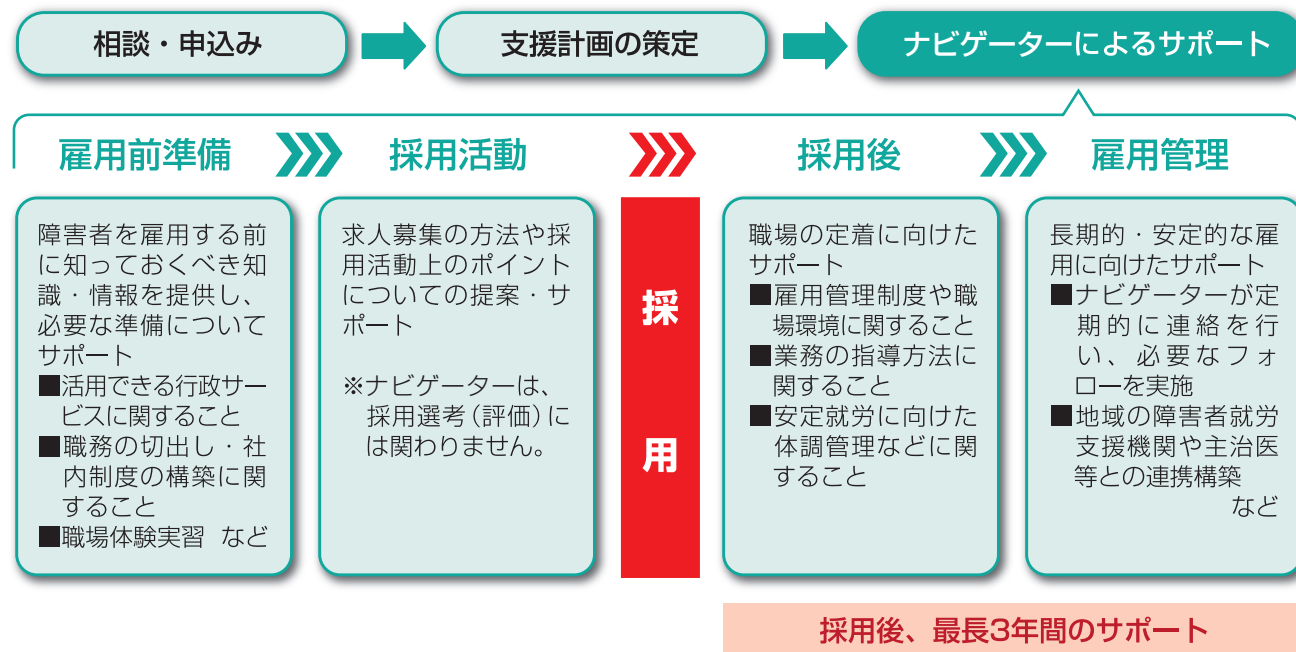 相談・申込み
支援計画の策定
ナビゲーターによるサポート
雇用前準備
採用活動
採用後
雇用管理
障害者を雇用する前
に知っておくべき知
識・情報を提供し、
必要な準備について
サポート
■活用できる行政サー
ビスに関すること
■職務の切出し・社
内制度の構築に関
すること
■職場体験実習 など
求人募集の方法や採
用活動上のポイント
についての提案・サ
ポート
※ナビゲーターは、
採用選考(評価)に
は関わりません。
採
用
職場の定着に向けた
サポート
■雇用管理制度や職
場環境に関すること
■業務の指導方法に
関すること
■安定就労に向けた
体調管理などに関
すること
長期的・安定的な雇
用に向けたサポート
■ナビゲーターが定
期的に連絡を行
い、必要なフォ
ローを実施
■地域の障害者就労
支援機関や主治医
等との連携構築
など
採用後、最長3年間のサポート